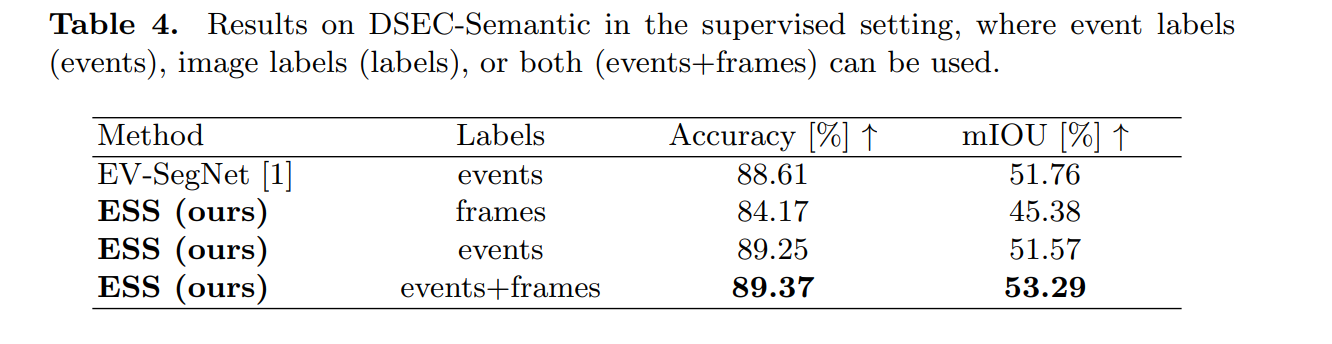 Table 4. Results on DSEC-Semantic in the supervised setting, where event labels
(events), image labels (labels), or both (events+frames) can be used.
Method Labels Accuracy [%] ↑ mIOU [%] ↑
EV-SegNet [1] events 88.61 51.76
ESS (ours) frames 84.17 45.38
ESS (ours) events 89.25 51.57
ESS (ours) events+frames 89.37 53.29